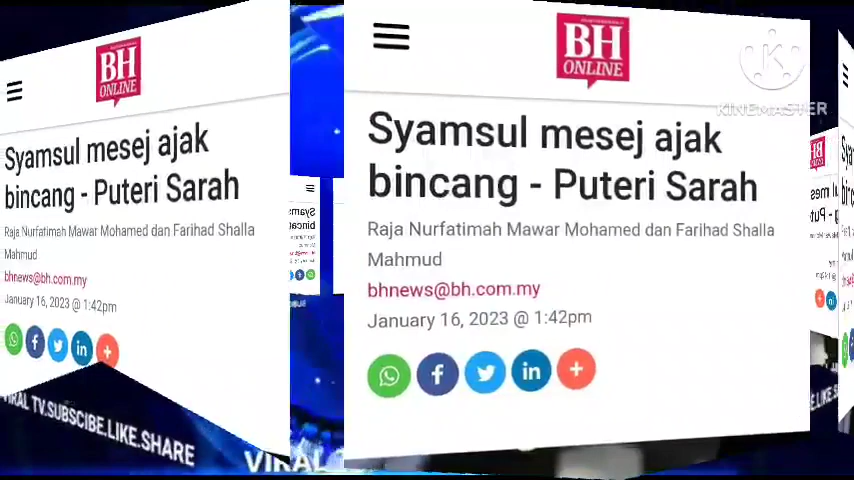 BH
ONLINE
Syamsul mesej ajak
bincang - Puteri Sarah
Raja Nurfatimah Mawar Mohamed dan Farihad Shalla
Mahmud
bhnews@bh.com.my
January 16, 2023 @ 1:42pm
VIRAL TV.SUBSCIBE.LIKE.SHARE
VIRAL
BH
ONLINE
Syamsul mesej ajak
bincang - Puteri Sarah
Raja Nurfatimah Mawar Mohamed dan Farihad Shalla
Mahmud
bhnews@bh.com.my
January 16, 2023 @ 1:42pm
f
in
K
KINEMASTER